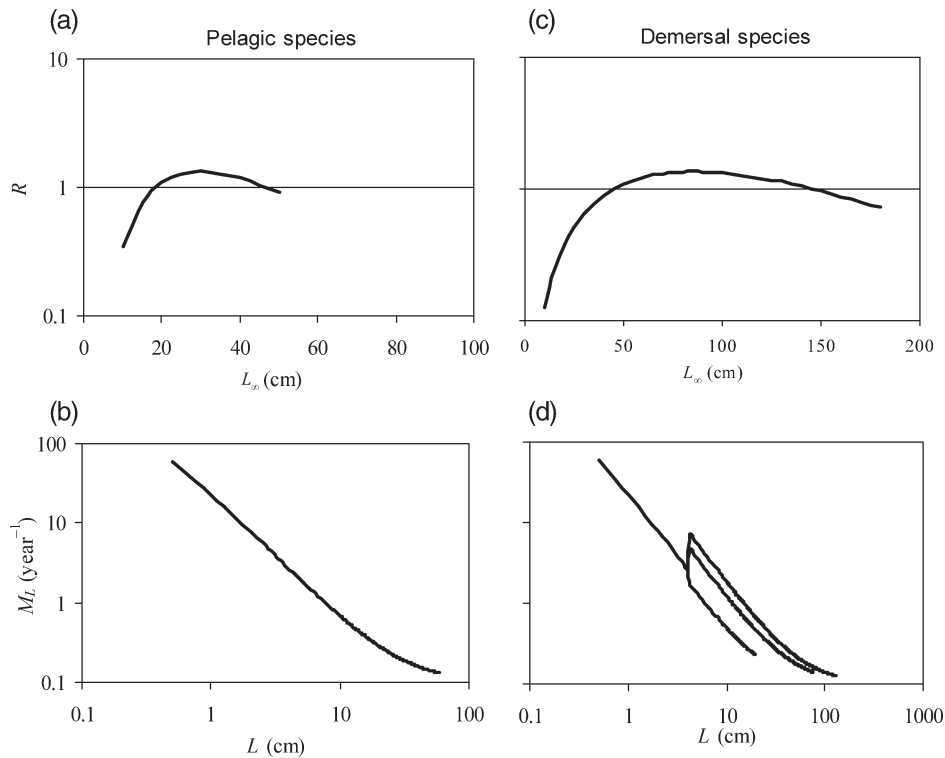 (a)
Pelagic species
10
1
0.1
R
0 20 40 60 80 100
L∞ (cm)
(c)
Demersal species
0 50 100 150 200
L∞ (cm)
(b)
100
10
1
0.1
M_L (year⁻¹)
0.1 1 10 100
L (cm)
(d)
0.1 1 10 100 1000
L (cm)